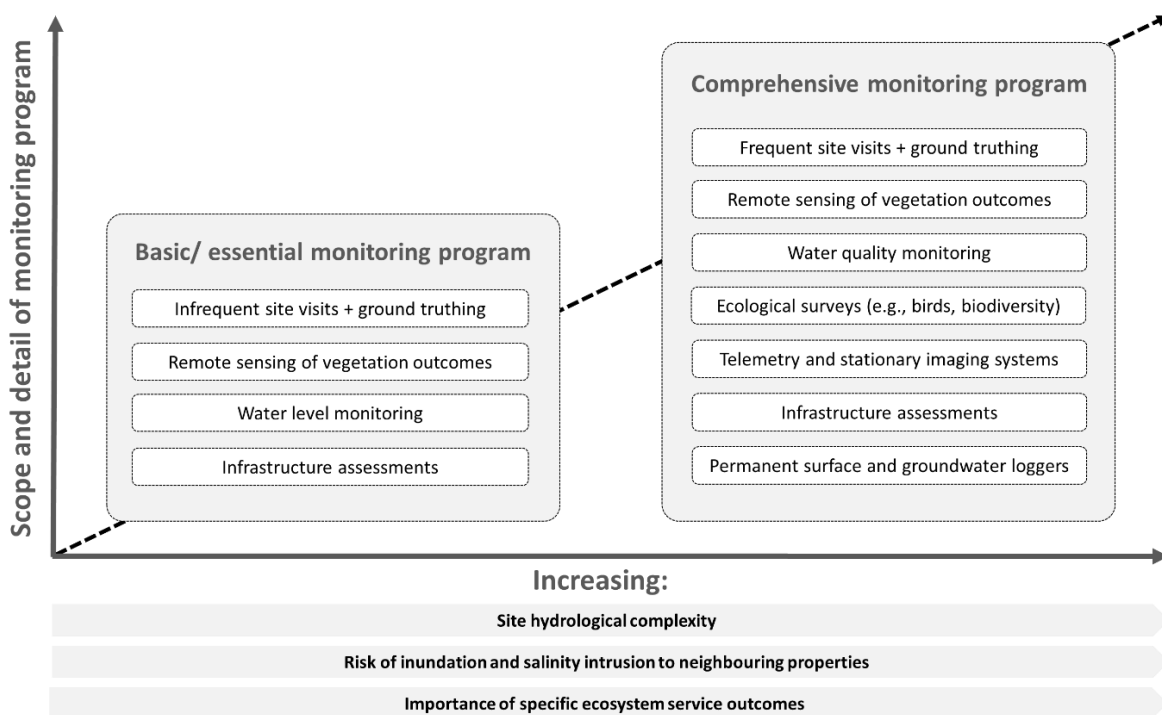 Scope and detail of monitoring program
Basic/ essential monitoring program
Infrequent site visits + ground truthing
Remote sensing of vegetation outcomes
Water level monitoring
Infrastructure assessments
Comprehensive monitoring program
Frequent site visits + ground truthing
Remote sensing of vegetation outcomes
Water quality monitoring
Ecological surveys (e.g., birds, biodiversity)
Telemetry and stationary imaging systems
Infrastructure assessments
Permanent surface and groundwater loggers
Increasing:
Site hydrological complexity
Risk of inundation and salinity intrusion to neighbouring properties
Importance of specific ecosystem service outcomes